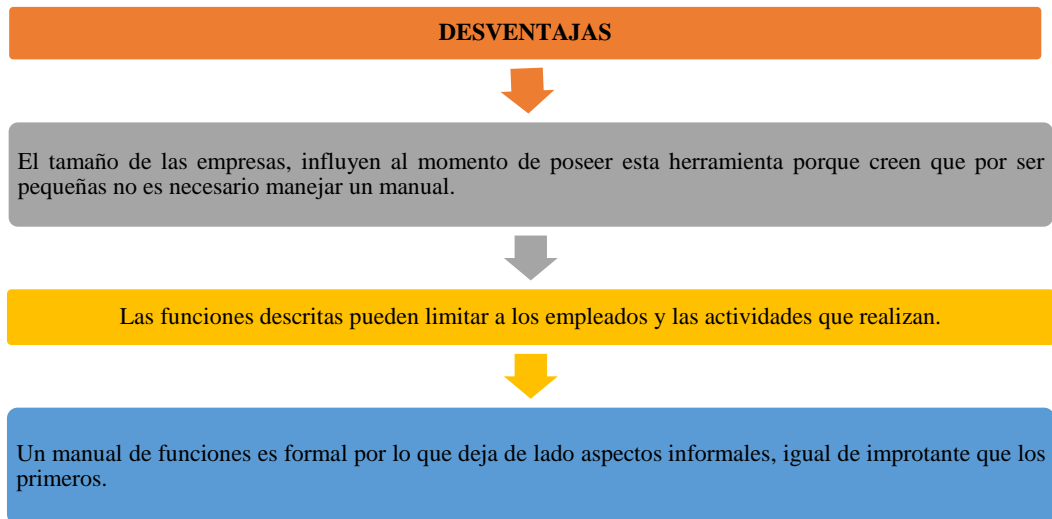 DESVENTAJAS
El tamaño de las empresas, influyen al momento de poseer esta herramienta porque creen que por ser
pequeñas no es necesario manejar un manual.
Las funciones descritas pueden limitar a los empleados y las actividades que realizan.
Un manual de funciones es formal por lo que deja de lado aspectos informales, igual de improtante que los
primeros.